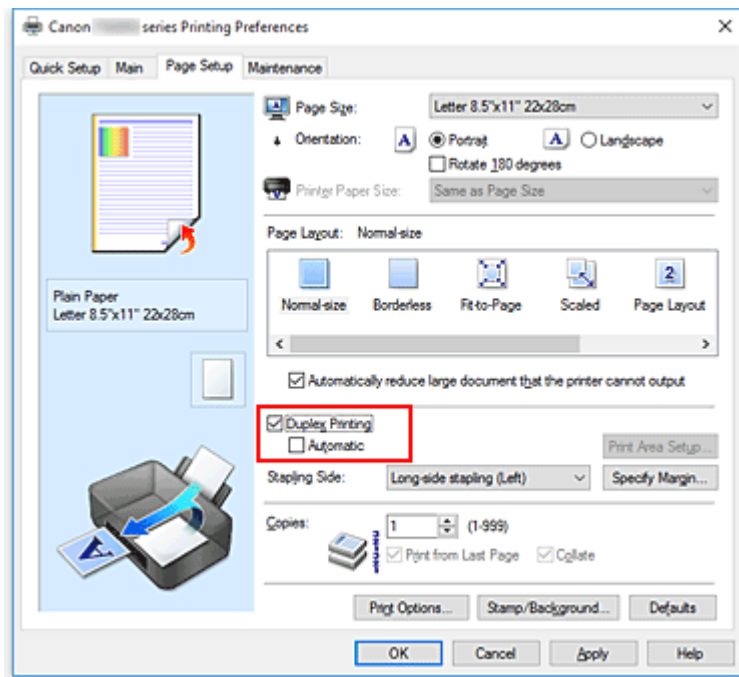 Canon series Printing Preferences
Quick Setup Main Page Setup Maintenance
Page Size: Letter 8.5"x11" 22x28cm
Orientation: A Portrait A Landscape
Rotate 180 degrees
Printer Paper Size: Same as Page Size
Page Layout: Normal-size
2
Normal-size Borderless Fit-to-Page Scaled Page Layout
Plain Paper
Letter 8.5"x11" 22x28cm
Automatically reduce large document that the printer cannot output
Duplex Printing
Automatic
Print Area Setup...
Stapling Side: Long-side stapling (Left) Specify Margin...
Copies: 1 (1-999)
Print from Last Page Collate
A
Print Options... Stamp/Background... Defaults
OK Cancel Apply Help